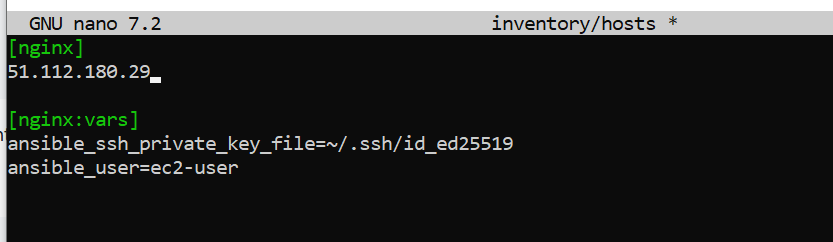 GNU nano 7.2 inventory/hosts *
[nginx]
51.112.180.29
[nginx:vars]
ansible_ssh_private_key_file=~/.ssh/id_ed25519
ansible_user=ec2-user